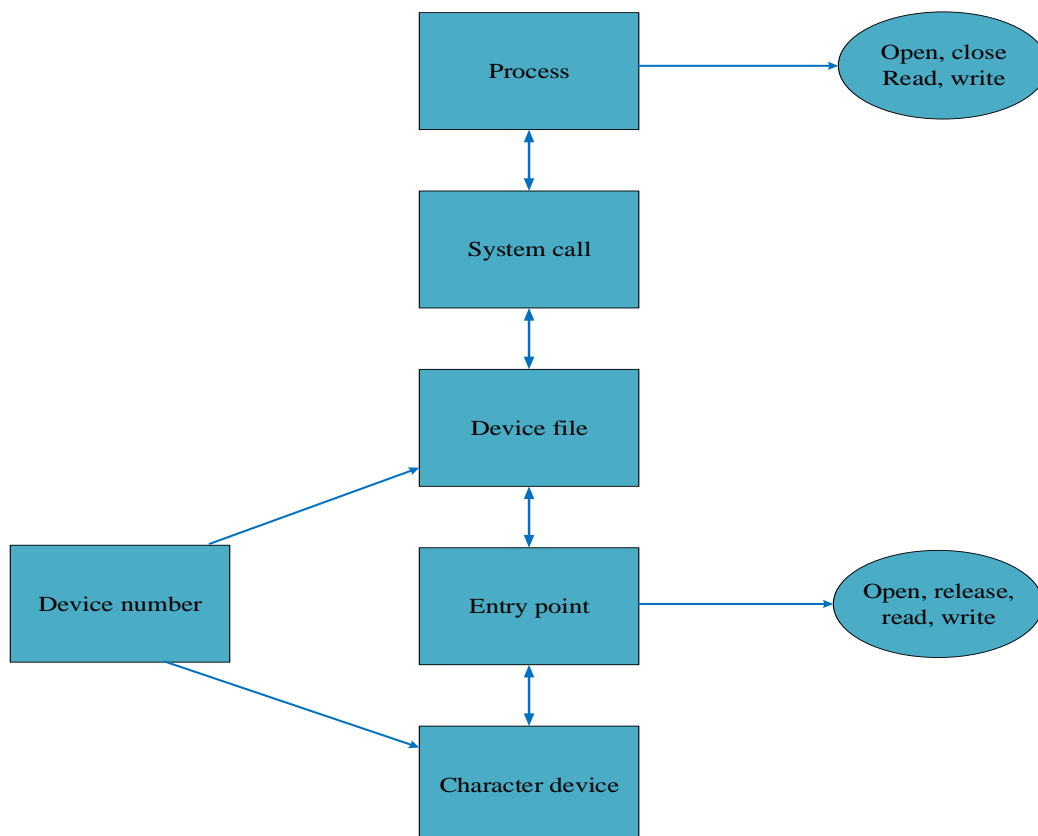 Process
Open, close
Read, write
System call
Device file
Device number
Entry point
Open, release,
read, write
Character device